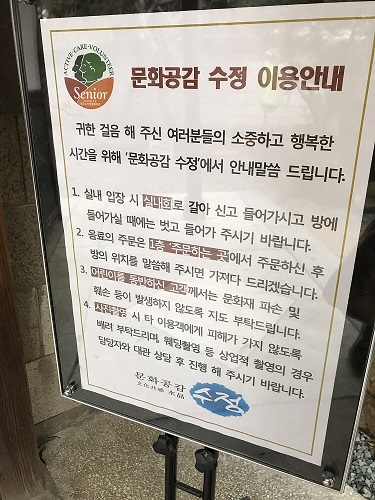 ACTIVE·CARE·VOLUNTEER
Senior
문화공감 수정 이용안내
귀한 걸음 해 주신 여러분들의 소중하고 행복한
시간을 위해 '문화공감 수정'에서 안내말씀 드립니다.
1. 실내 입장 시 실내화로 갈아 신고 들어가시고 방에
들어가실 때에는 벗고 들어가 주시기 바랍니다.
2. 음료의 주문은 1층 '주문하는 곳'에서 주문하신 후
방의 위치를 말씀해 주시면 가져다 드리겠습니다.
3. 어린이를 동반하신 고객께서는 문화재 파손 및
훼손 등이 발생하지 않도록 지도 부탁드립니다.
4. 사진촬영 시 타 이용객에게 피해가 가지 않도록
배려 부탁드리며, 웨딩촬영 등 상업적 촬영의 경우
담당자와 대관 상담 후 진행 해 주시기 바랍니다.
문화공감
文化共感 水晶
수정